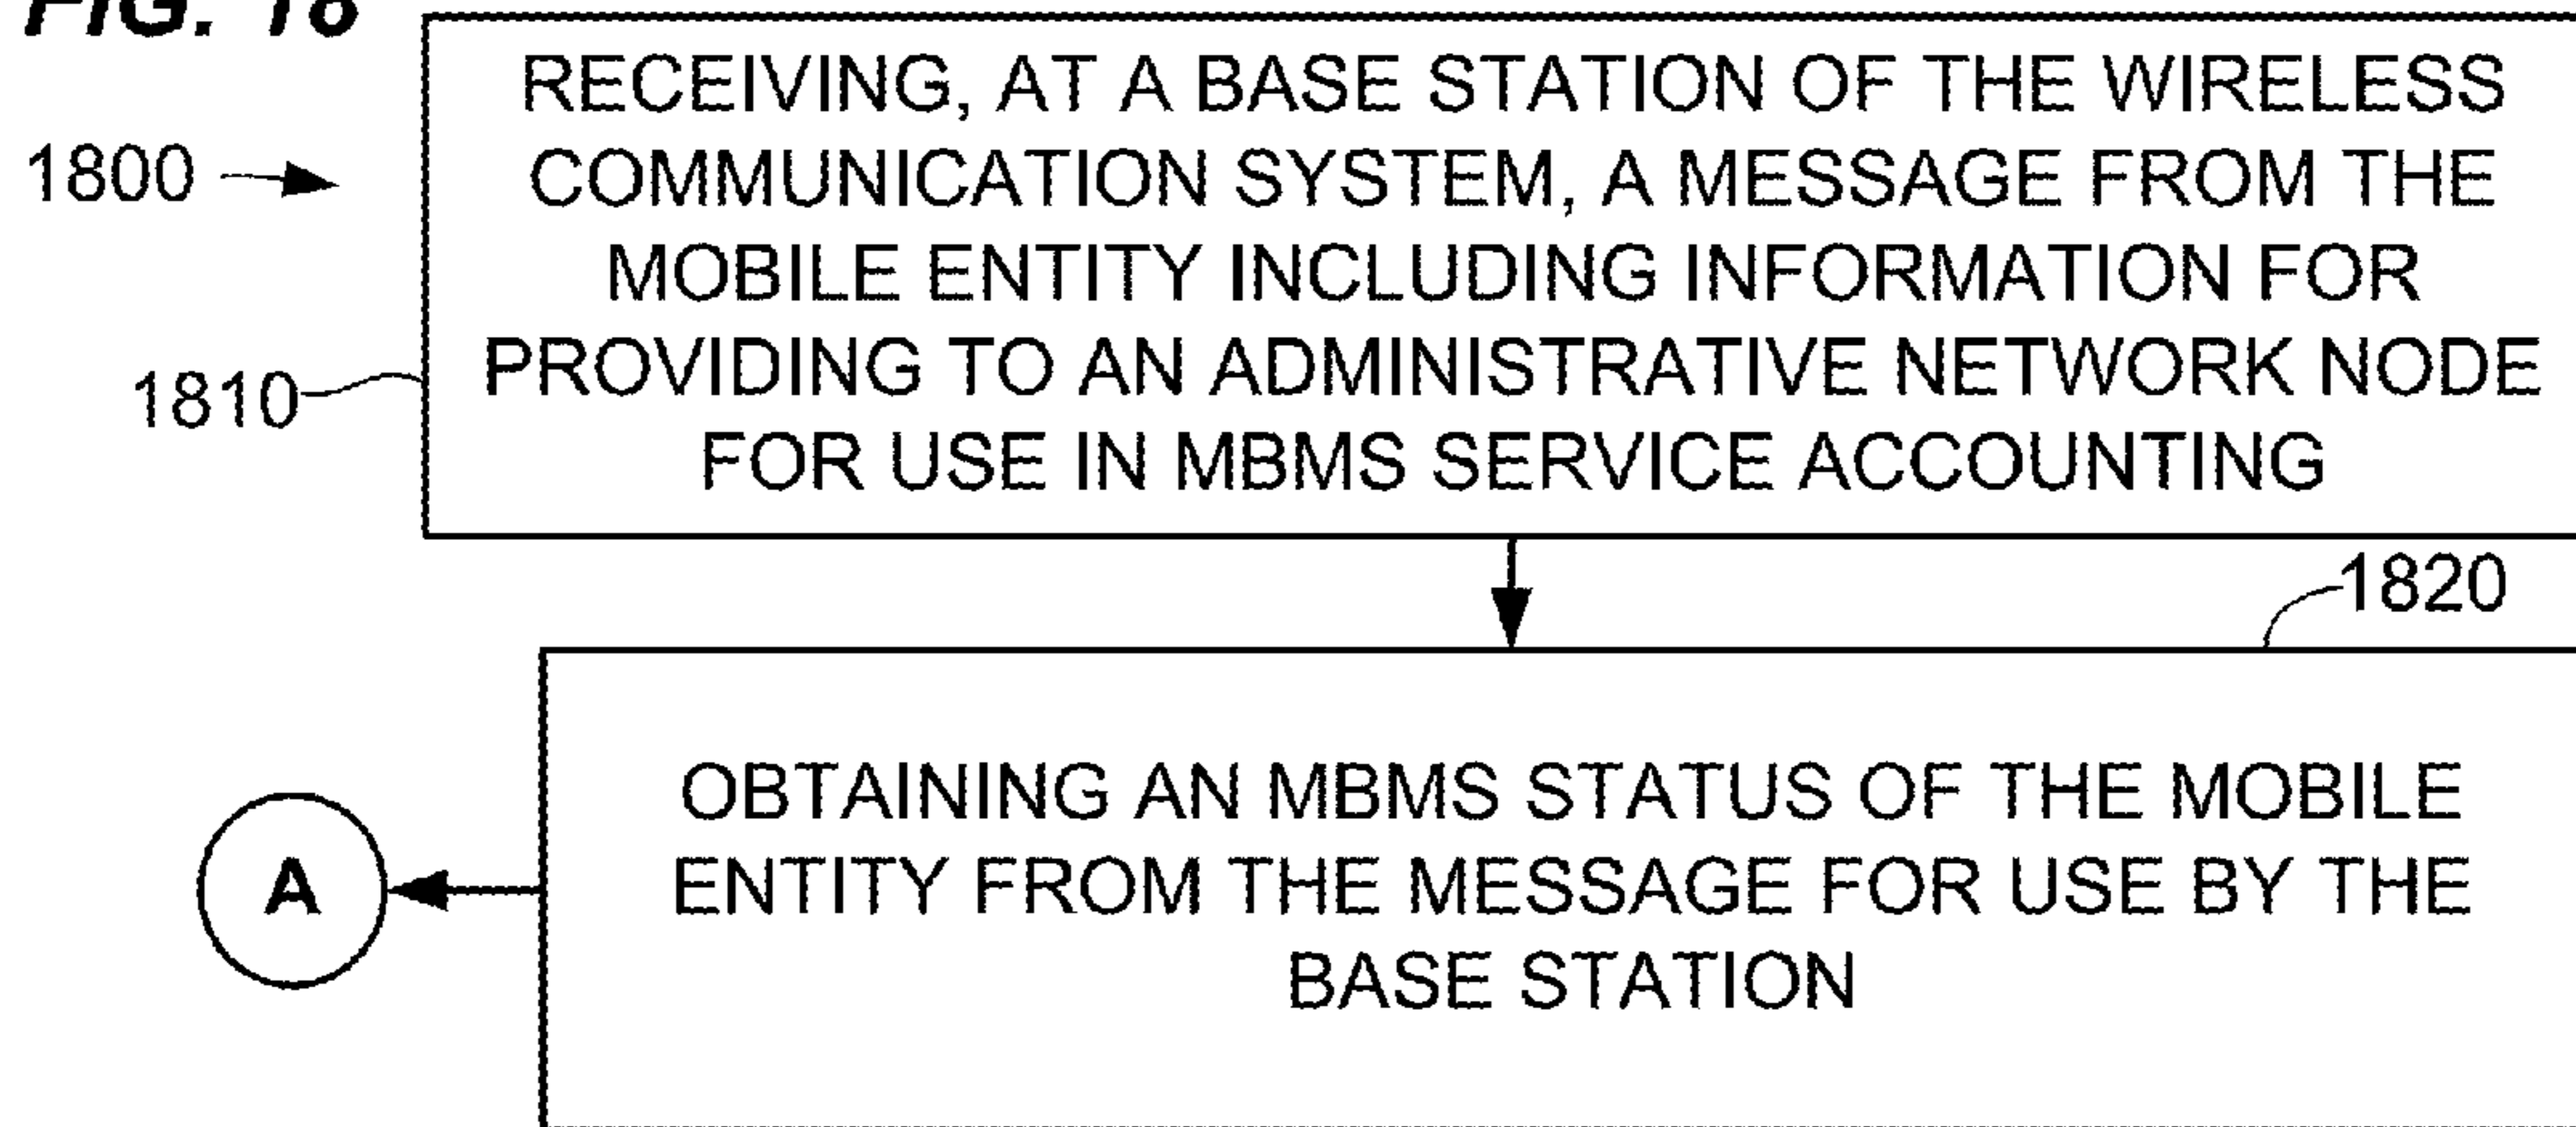 FIG. 18
RECEIVING, AT A BASE STATION OF THE WIRELESS
1800
COMMUNICATION SYSTEM, A MESSAGE FROM THE
MOBILE ENTITY INCLUDING INFORMATION FOR
PROVIDING TO AN ADMINISTRATIVE NETWORK NODE
1810
FOR USE IN MBMS SERVICE ACCOUNTING
1820
OBTAINING AN MBMS STATUS OF THE MOBILE
A
ENTITY FROM THE MESSAGE FOR USE BY THE
BASE STATION